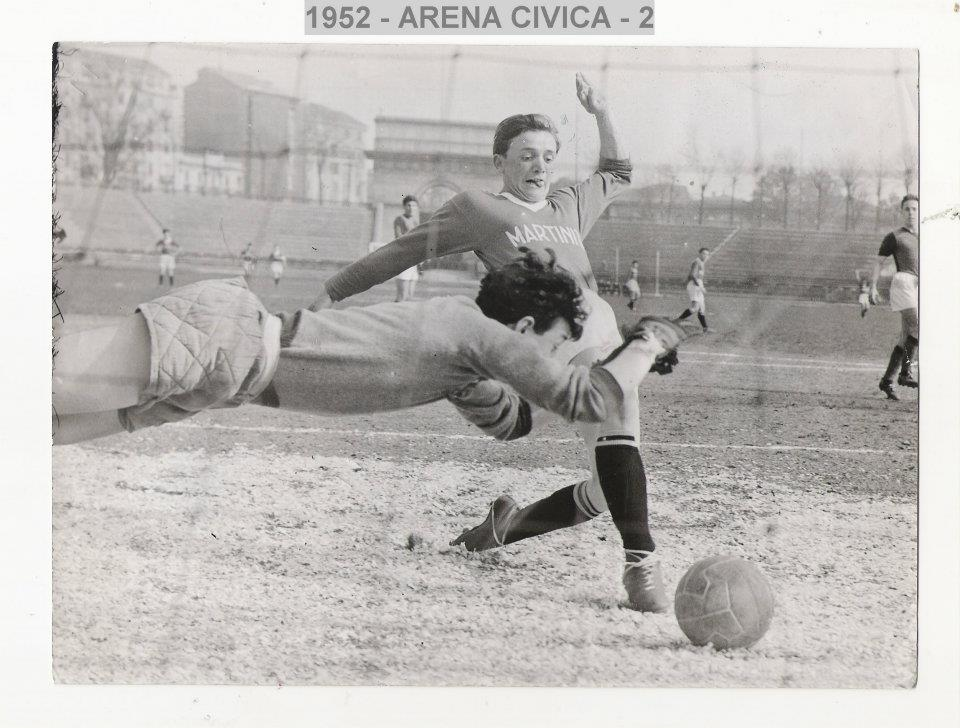 1952 - ARENA CIVICA - 2
MARTINI